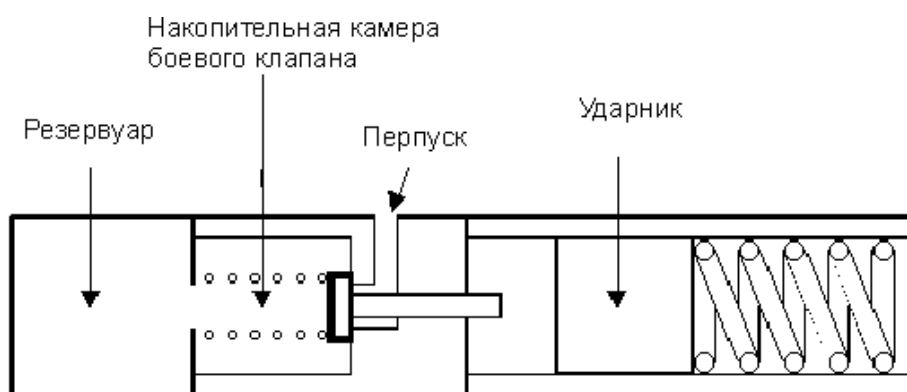 Накопительная камера
боевого клапана
Резервуар
Перпуск
Ударник